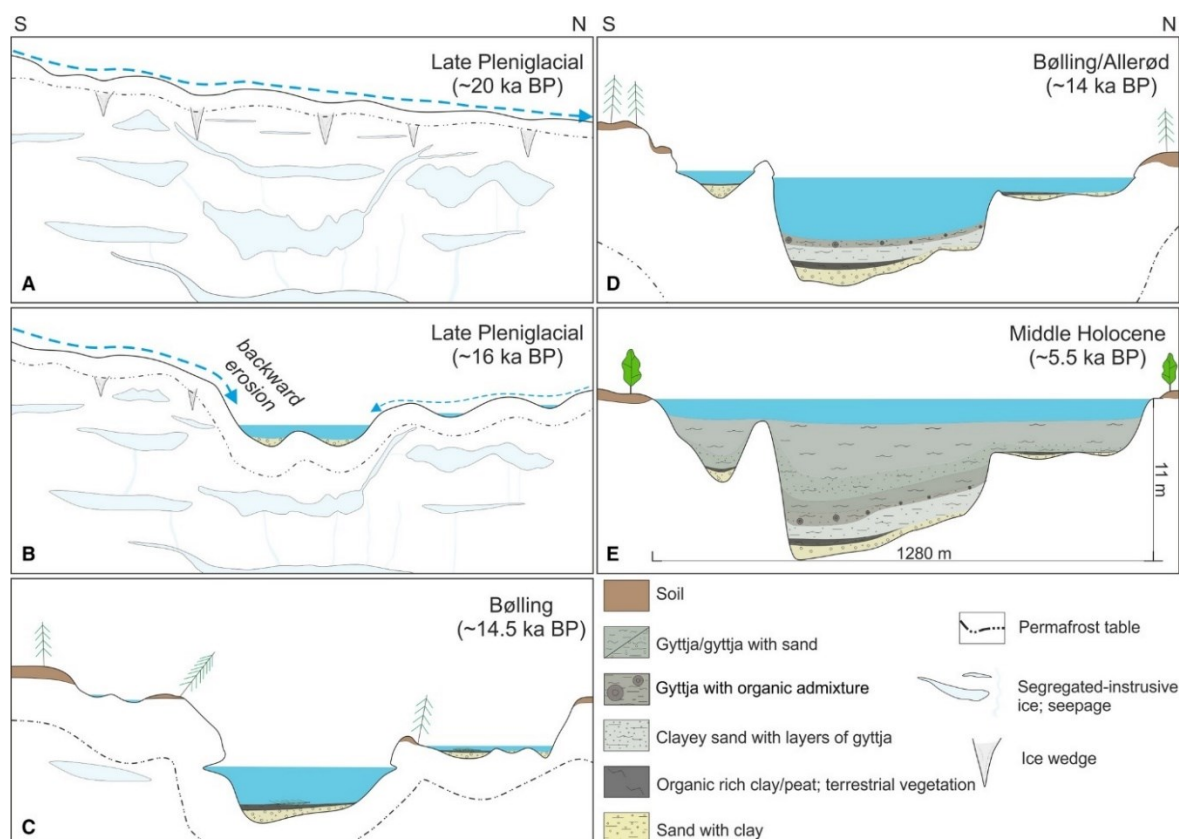 S
N
Late Pleniglacial
(~20 ka BP)
A
Late Pleniglacial
(~16 ka BP)
backward
erosion
B
Bølling
(~14.5 ka BP)
C
S
N
Bølling/Allerød
(~14 ka BP)
D
Middle Holocene
(~5.5 ka BP)
11 m
1280 m
E
Soil
Gyttja/gyttja with sand
Gyttja with organic admixture
Clayey sand with layers of gyttja
Organic rich clay/peat; terrestrial vegetation
Sand with clay
Permafrost table
Segregated-instrusive
ice; seepage
Ice wedge